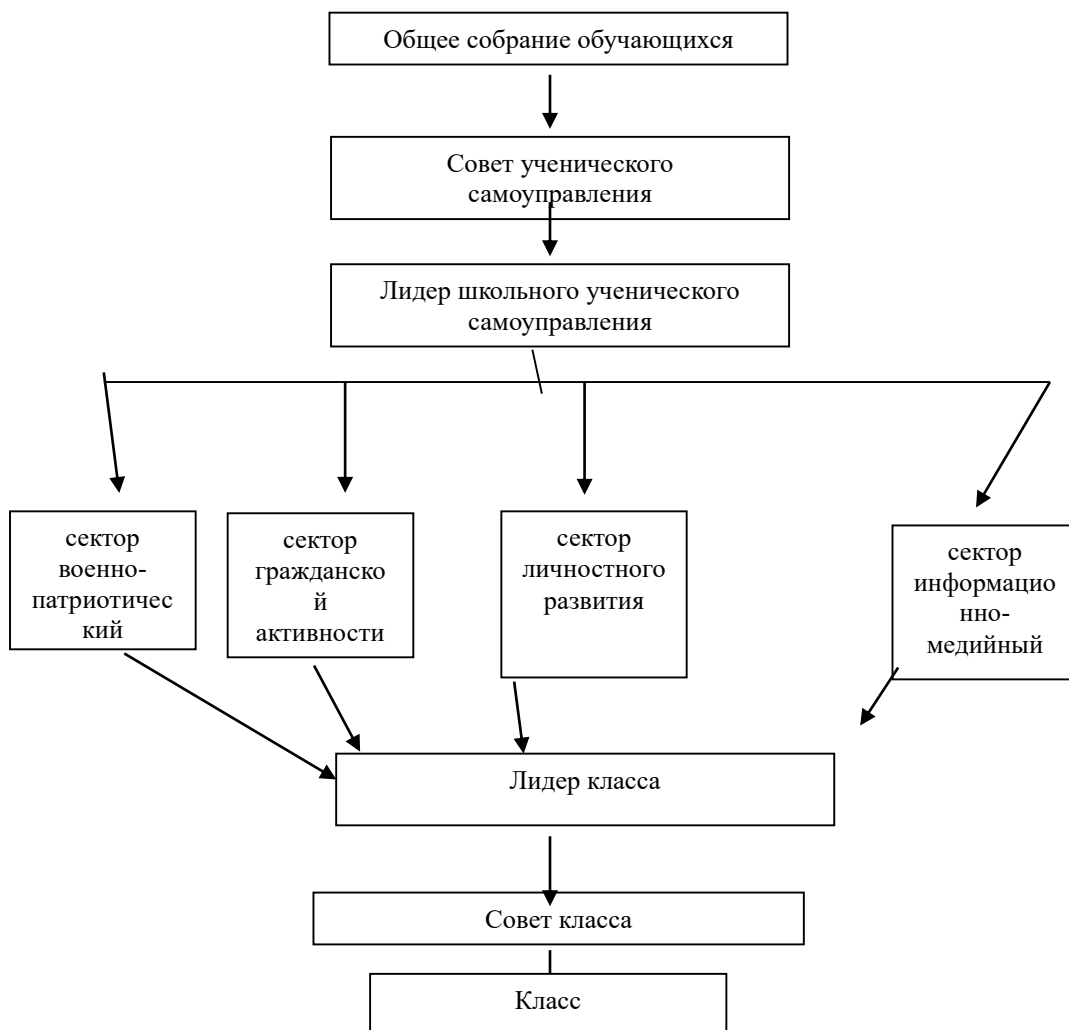 Общее собрание обучающихся
Совет ученического
самоуправления
Лидер школьного ученического
самоуправления
сектор
военно-
патриотичес
кий
сектор
гражданско
й
активности
сектор
личностного
развития
сектор
информацио
нно-
медийный
Лидер класса
Совет класса
Класс